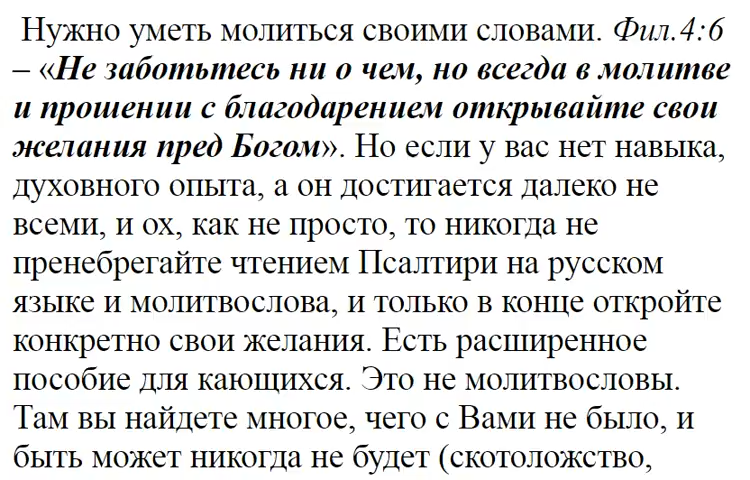 Нужно уметь молиться своими словами. Фил.4:6
– «Не заботьтесь ни о чем, но всегда в молитве
и прошении с благодарением открывайте свои
желания пред Богом». Но если у вас нет навыка,
духовного опыта, а он достигается далеко не
всеми, и ох, как не просто, то никогда не
пренебрегайте чтением Псалтири на русском
языке и молитвослова, и только в конце откройте
конкретно свои желания. Есть расширенное
пособие для кающихся. Это не молитвословы.
Там вы найдете многое, чего с Вами не было, и
быть может никогда не будет (скотоложство,